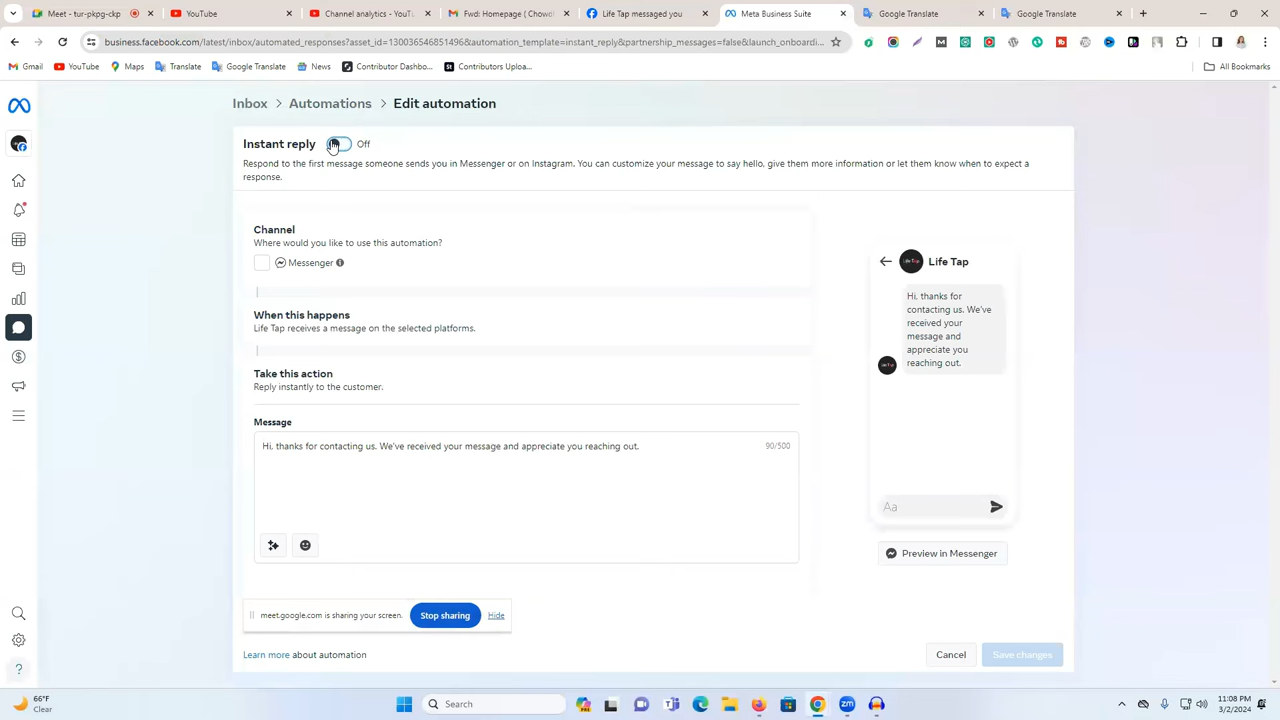 Meet - tur-ppxg-qkt
YouTube
Channel analytics - YouTu
Fwd: Homepage ( Chowd
Life Tap messaged you
Meta Business Suite
Google Translate
Google Translate
business.facebook.com/latest/inbox/automated_responses?asset_id=130036546851496&automation_template=instant_reply&partnership_messages=false&launch_onboardi...
Gmail
YouTube
Maps
Translate
Google Translate
News
Contributor Dashbo...
Contributors Uploa...
All Bookmarks
Inbox > Automations > Edit automation
Instant reply
Off
Respond to the first message someone sends you in Messenger or on Instagram. You can customize your message to say hello, give them more information or let them know when to expect a
response.
Channel
Where would you like to use this automation?
Messenger
When this happens
Life Tap receives a message on the selected platforms.
Take this action
Reply instantly to the customer.
Message
Hi, thanks for contacting us. We've received your message and appreciate you reaching out.
90/500
Life Tap
Hi, thanks for
contacting us. We've
received your
message and
appreciate you
reaching out.
Aa
Preview in Messenger
meet.google.com is sharing your screen.
Stop sharing
Hide
Learn more about automation
Cancel
Save changes
66°F
Clear
Search
11:08 PM
3/2/2024